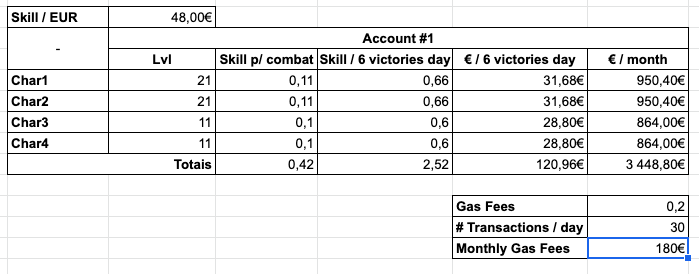 Skill / EUR 48,00€
- Account #1
Lvl Skill p/ combat Skill / 6 victories day € / 6 victories day € / month
Char1 21 0,11 0,66 31,68€ 950,40€
Char2 21 0,11 0,66 31,68€ 950,40€
Char3 11 0,1 0,6 28,80€ 864,00€
Char4 11 0,1 0,6 28,80€ 864,00€
Totais 0,42 2,52 120,96€ 3 448,80€
Gas Fees 0,2
# Transactions / day 30
Monthly Gas Fees 180€